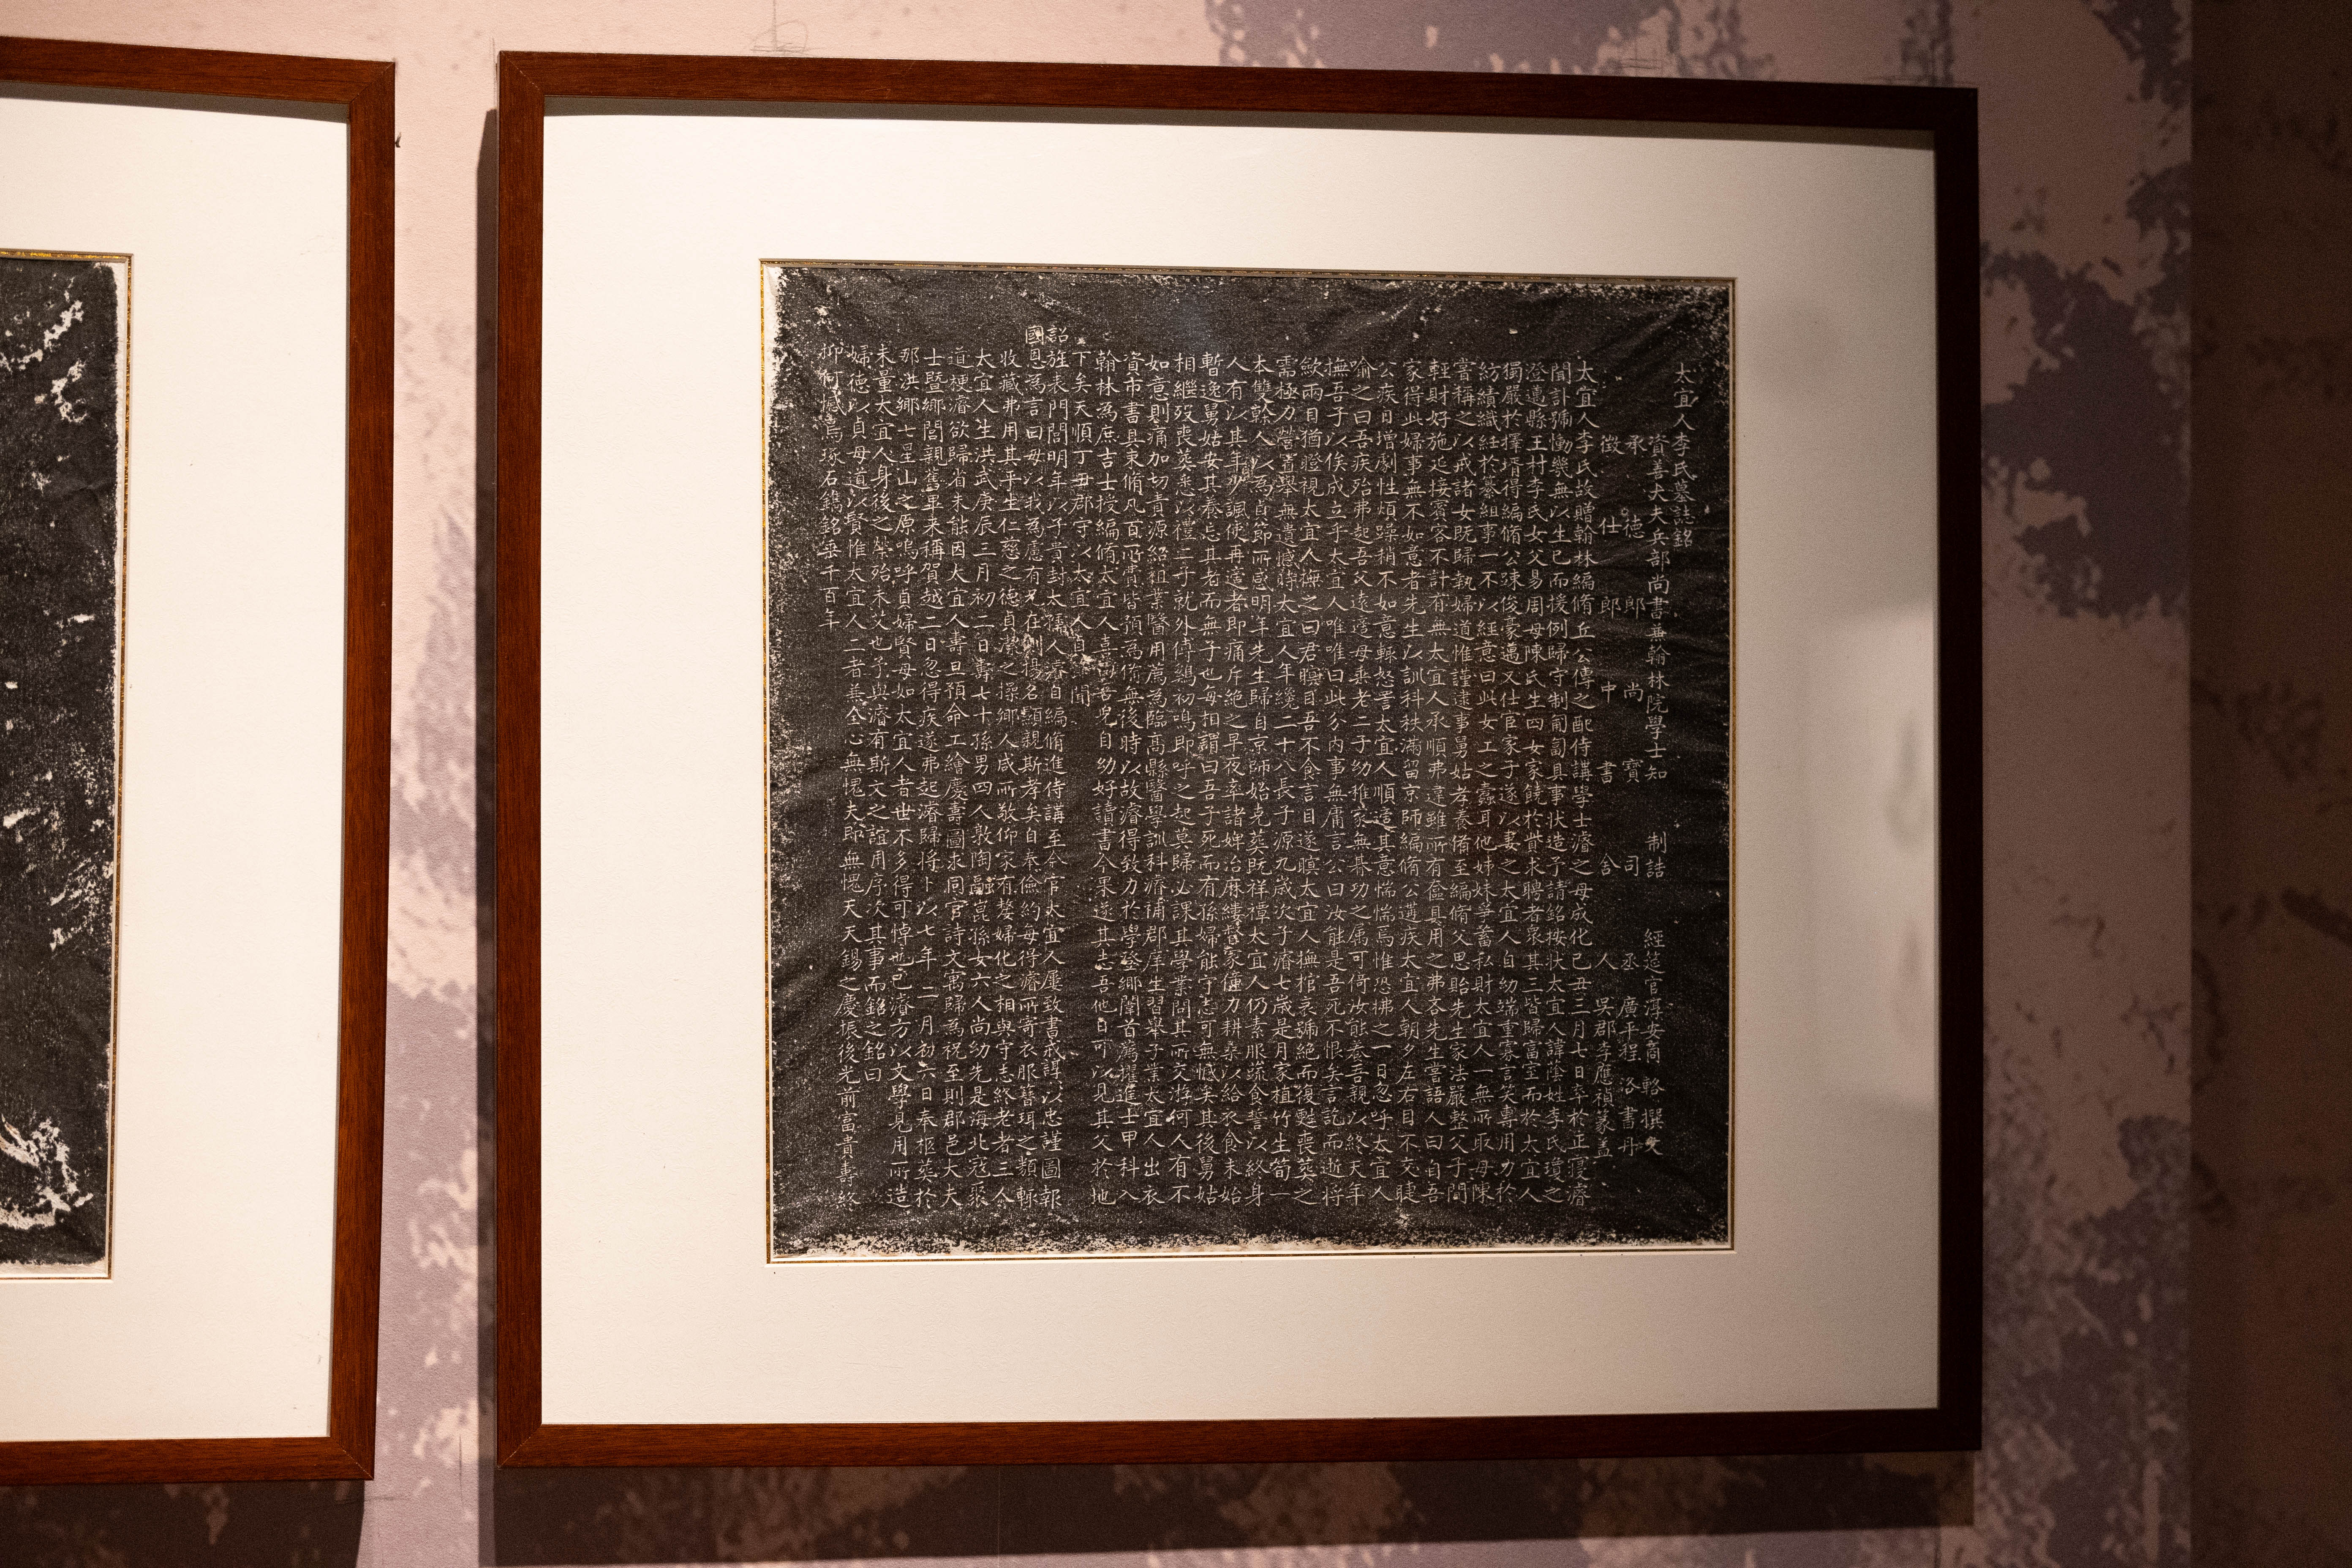 太宜人李氏墓誌銘
資善大夫兵部尚書兼翰林院學士知 制誥 經筵官淳安商 輅 撰文
承德郎尚寶司丞廣平程 洛 書丹
徵仕郎中書舍人吳郡李應禎篆盖
太宜人李氏故贈翰林編脩丘公傳之配侍講學士濬之母成化己丑三月七日卒於正寢濬
聞訃號慟幾無以生已而援例歸守制匍匐具事狀造予請銘按狀太宜人諱蔭姓李氏瓊之
澄邁縣王村李氏女父易周母陳氏生四女家饒於貲求聘者衆其三皆歸富室而於太宜人
獨嚴於擇壻得編脩公竦俊豪邁又仕官家子遂以妻之太宜人自幼端重寡言笑專用力於
紡績織紝於纂組事一不以經意曰此女工之蠧耳他姊妹爭蓄私財太宜人一無所取母陳
嘗稱之以戒諸女既歸執婦道惟謹逮事舅姑孝養脩至編脩父思貽先生家法嚴整父子間
輕財好施延接賓客不計有無太宜人承順弗違雖所有奩具用之弗吝先生嘗語人曰自吾
家得此婦事無不如意者先生以訓科秩滿留京師編脩公遘疾太宜人朝夕左右目不交睫
公疾日增劇性煩躁稍不如意輒怒詈太宜人順適其意惴惴焉惟恐拂之一日忽呼太宜人
喻之曰吾疾殆弗起吾父遠遊母垂老二子幼稚家無朞功之属可倚汝能養吾親以終天年
撫吾子以俟成立乎太宜人唯唯曰此分内事無庸言公曰汝能是吾死不恨矣言訖而逝將
斂兩目猶瞪視太宜人撫之曰君瞑目吾不食言目遂瞑太宜人撫棺哀號絶而復甦喪葬之
需極力營置舉無遺憾時太宜人年纔二十八長子源九歲次子濬七歲是月家植竹生筍一
本雙榦人以為貞節所感明年先生歸自京師始克葬既祥禫太宜人仍素服疏食誓以終身
人有以其年少諷使再適者即痛斥絶之早夜率諸婢治麻縷督家僮力耕桑以給衣食未始
暫逸舅姑安其養忘其老而無子也每相謂曰吾子死而有孫婦能守志可無憾矣其後舅姑
相繼歿喪葬悉以禮二子就外傅鷄初鳴即呼之起莫歸必課其學業問其所交游何人有不
如意則痛加切責源紹祖業醫用薦為臨高縣醫學訓科濬補郡庠生習舉子業太宜人出衣
資市書具束脩凡百所費皆預為備無後時以故濬得致力於學登鄉闈首薦擢進士甲科入
翰林為庶吉士授編脩太宜人喜謂吾兒自幼好讀書今果遂其志吾他日可以見其父於地
下矣天順丁丑郡守以太宜人貞 聞
詔旌表門閭明年以子貴封太孺人濬自編脩進侍講至今官太宜人屢致書戒諄以忠謹圖報
國恩為言曰毋以我為慮有兄在 則揚名顯親斯孝矣自奉儉約每得濬所寄衣服簪珥之類輒
收藏弗用其平生仁慈之德貞潔之操鄉人咸所敬仰家有嫠婦化之相與守志終老者三人
太宜人生洪武庚辰三月初二日壽七十孫男四人敦陶融崑孫女六人尚幼先是海北寇聚
道梗濬欲歸省未能因太宜人壽旦預命工繪慶壽圖求同官詩文寓歸為祝至則郡邑大夫
士暨鄉閭親舊畢来稱賀越二日忽得疾遂弗起濬歸將卜以七年二月初六日奉柩葬於
那洪鄉七星山之原嗚呼貞婦賢母如太宜人者世不多得可悼也已濬方以文學見用所造
未量太宜人身後之榮殆未艾也予與濬有斯文之誼用序次其事而銘之銘曰
婦德以貞母道以賢惟太宜人二者兼全心無愧夫即無愧天天錫之慶振後光前富貴壽終
抑何憾焉琢石鐫銘垂千百年